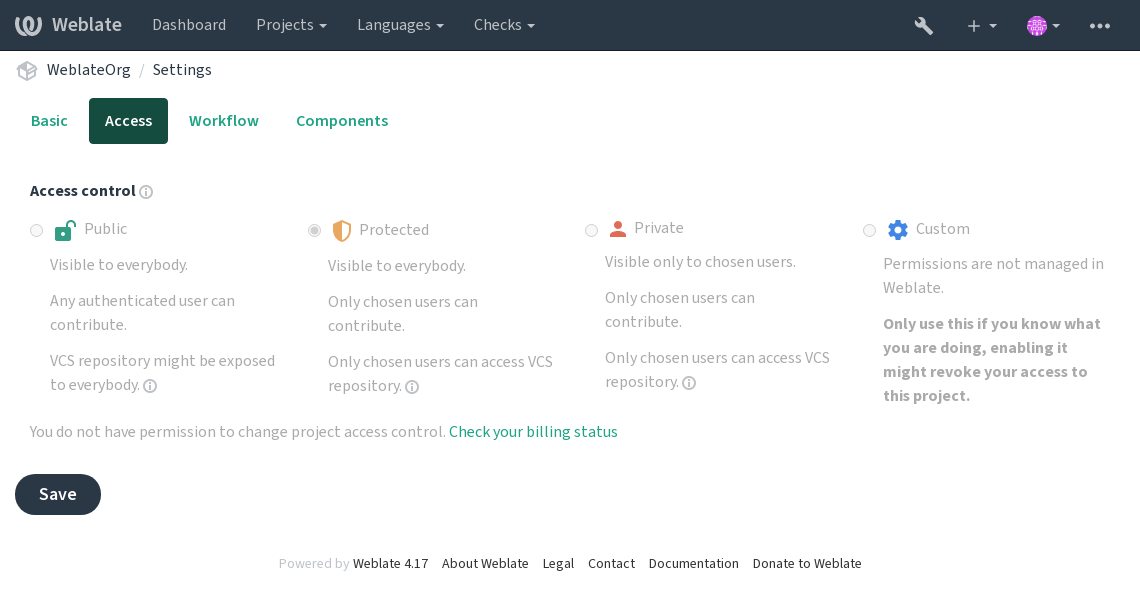 Weblate Dashboard Projects Languages Checks
WeblateOrg / Settings
Basic Access Workflow Components
Access control
Public
Visible to everybody.
Any authenticated user can
contribute.
VCS repository might be exposed
to everybody.
Protected
Visible to everybody.
Only chosen users can
contribute.
Only chosen users can access VCS
repository.
Private
Visible only to chosen users.
Only chosen users can
contribute.
Only chosen users can access VCS
repository.
Custom
Permissions are not managed in
Weblate.
Only use this if you know what
you are doing, enabling it
might revoke your access to
this project.
You do not have permission to change project access control. Check your billing status
Save
Powered by Weblate 4.17 About Weblate Legal Contact Documentation Donate to Weblate